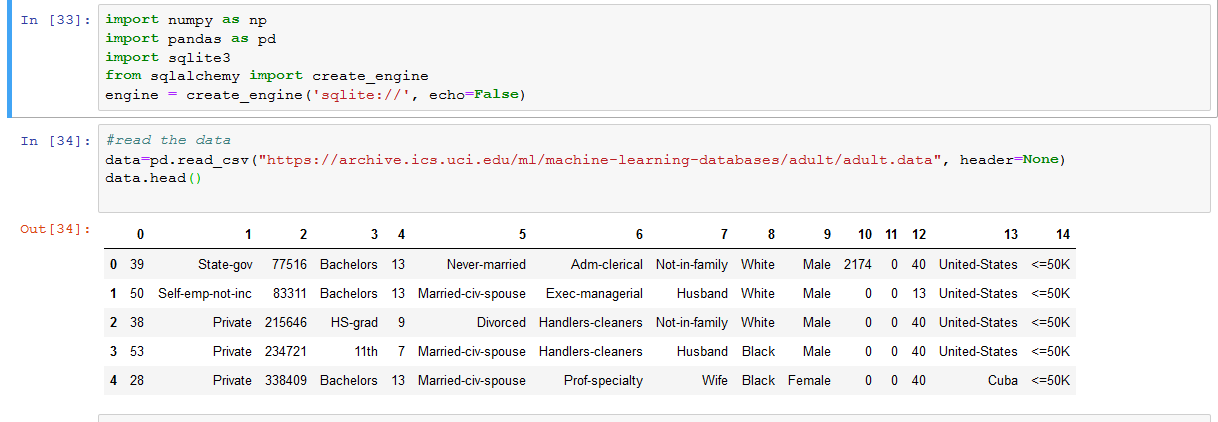 In [33]: import numpy as np
import pandas as pd
import sqlite3
from sqlalchemy import create_engine
engine = create_engine('sqlite://', echo=False)
In [34]: #read the data
data=pd.read_csv("https://archive.ics.uci.edu/ml/machine-learning-databases/adult/adult.data", header=None)
data.head()
Out[34]:
0 1 2 3 4 5 6 7 8 9 10 11 12 13 14
0 39 State-gov 77516 Bachelors 13 Never-married Adm-clerical Not-in-family White Male 2174 0 40 United-States <=50K
1 50 Self-emp-not-inc 83311 Bachelors 13 Married-civ-spouse Exec-managerial Husband White Male 0 0 13 United-States <=50K
2 38 Private 215646 HS-grad 9 Divorced Handlers-cleaners Not-in-family White Male 0 0 40 United-States <=50K
3 53 Private 234721 11th 7 Married-civ-spouse Handlers-cleaners Husband Black Male 0 0 40 United-States <=50K
4 28 Private 338409 Bachelors 13 Married-civ-spouse Prof-specialty Wife Black Female 0 0 40 Cuba <=50K